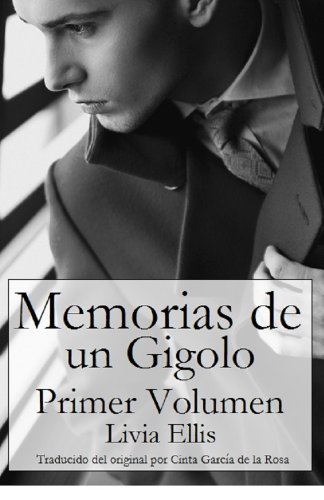 Memorias de
un Gigolo
Primer Volumen
Livia Ellis
Traducido del original por Cinta García de la Rosa